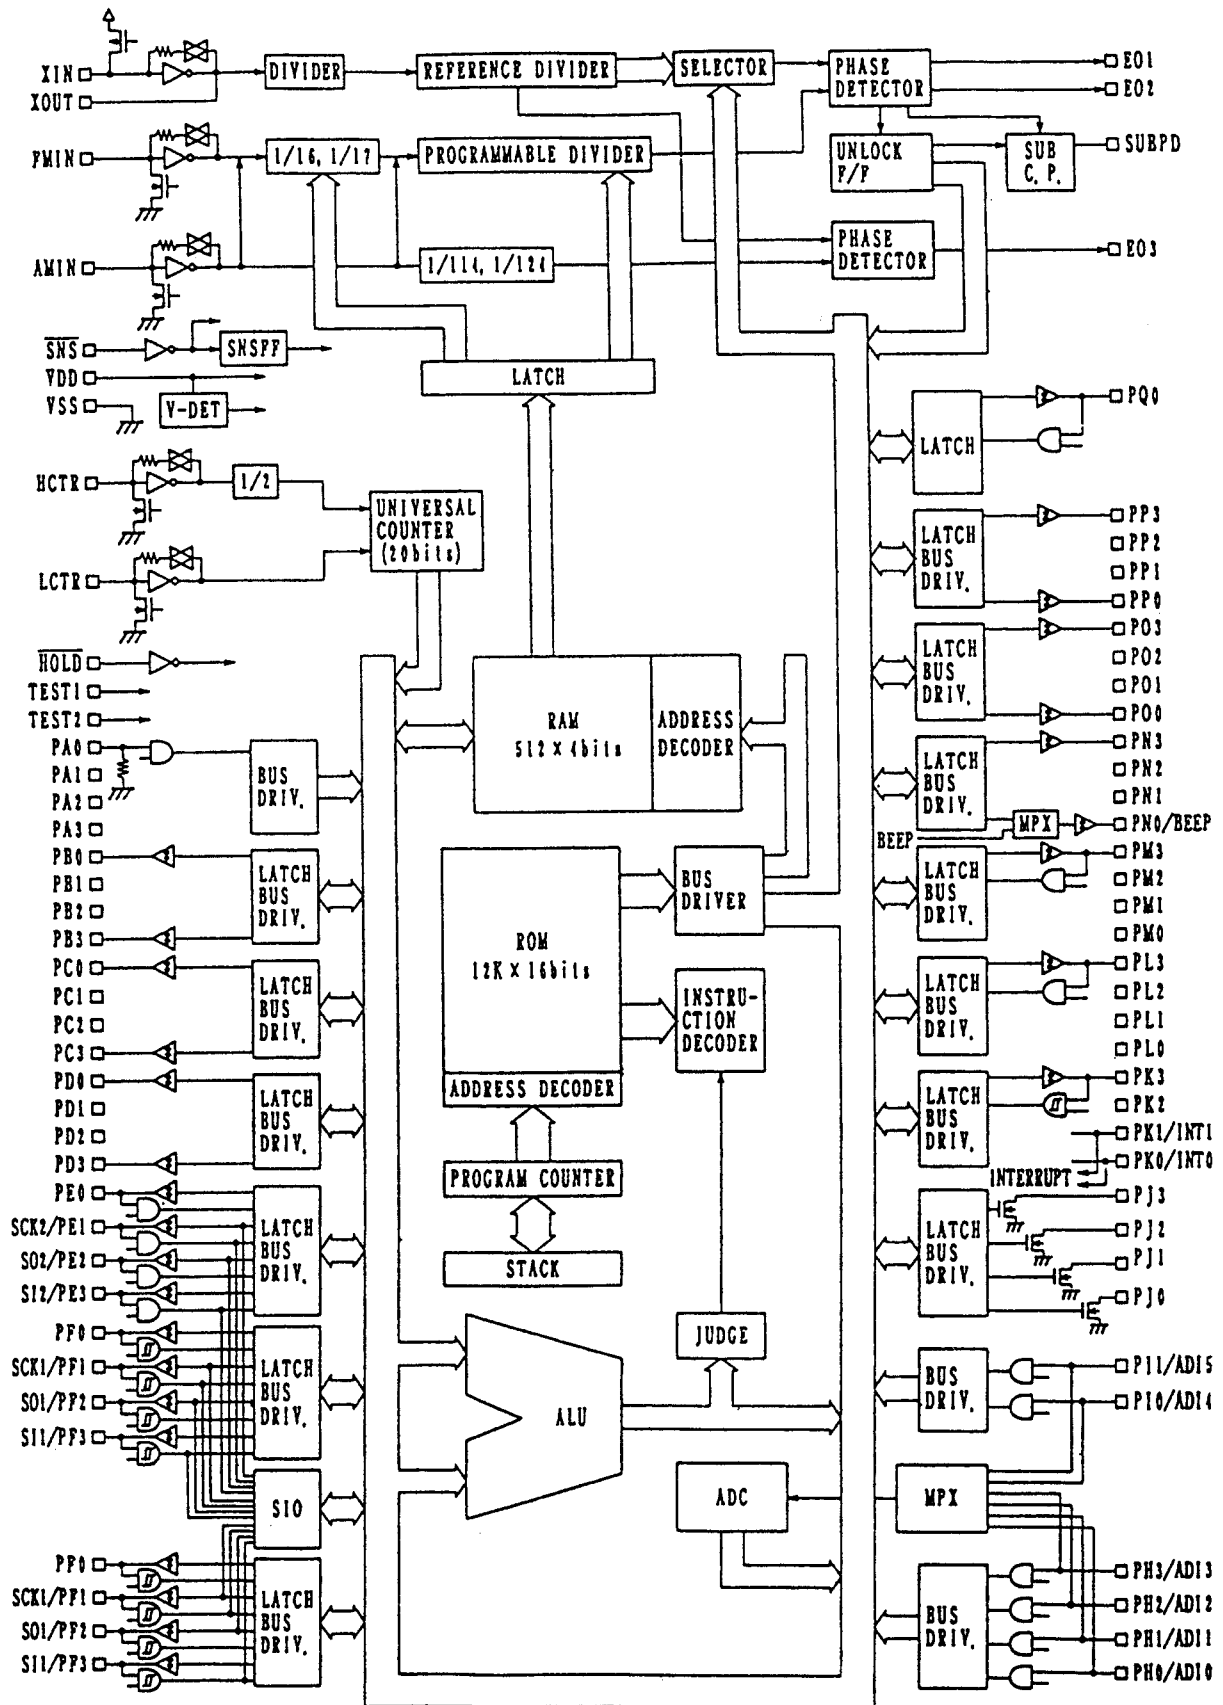 XIN
XOUT
DIVIDER
REFERENCE DIVIDER
SELECTOR
PHASE
DETECTOR
EO1
EO2
FMIN
1/16, 1/17
PROGRAMMABLE DIVIDER
UNLOCK
F/F
SUB
C. P.
SUBPD
AMIN
1/114, 1/124
PHASE
DETECTOR
EO3
SNS
SNSFF
VDD
VSS
V-DET
LATCH
HCTR
1/2
UNIVERSAL
COUNTER
(20bits)
LCTR
HOLD
TEST1
TEST2
PA0
PA1
PA2
PA3
BUS
DRIV.
PB0
PB1
PB2
PB3
LATCH
BUS
DRIV.
PC0
PC1
PC2
PC3
LATCH
BUS
DRIV.
PD0
PD1
PD2
PD3
LATCH
BUS
DRIV.
PE0
SCK2/PE1
SO2/PE2
SI2/PE3
LATCH
BUS
DRIV.
PF0
SCK1/PF1
SO1/PF2
SI1/PF3
LATCH
BUS
DRIV.
SIO
PF0
SCK1/PF1
SO1/PF2
SI1/PF3
LATCH
BUS
DRIV.
RAM
512×4bits
ADDRESS
DECODER
ROM
12K×16bits
BUS
DRIVER
INSTRU-
CTION
DECODER
ADDRESS DECODER
PROGRAM COUNTER
STACK
JUDGE
ALU
ADC
LATCH
PQ0
LATCH
BUS
DRIV.
PP3
PP2
PP1
PP0
LATCH
BUS
DRIV.
PO3
PO2
PO1
PO0
LATCH
BUS
DRIV.
PN3
PN2
PN1
BEEP
MPX
PN0/BEEP
LATCH
BUS
DRIV.
PM3
PM2
PM1
PM0
LATCH
BUS
DRIV.
PL3
PL2
PL1
PL0
LATCH
BUS
DRIV.
PK3
PK2
PK1/INT1
PK0/INT0
INTERRUPT
LATCH
BUS
DRIV.
PJ3
PJ2
PJ1
PJ0
BUS
DRIV.
PI1/ADI5
PI0/ADI4
MPX
BUS
DRIV.
PH3/ADI3
PH2/ADI2
PH1/ADI1
PH0/ADI0